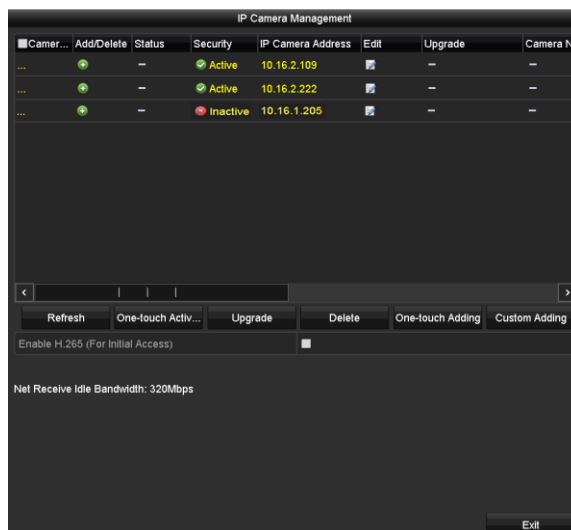 IP Camera Management
Camer... Add/Delete Status Security IP Camera Address Edit Upgrade Camera N
... – Active 10.16.2.109 – –
... – Active 10.16.2.222 – –
... – Inactive 10.16.1.205 – –
Refresh One-touch Activ... Upgrade Delete One-touch Adding Custom Adding
Enable H.265 (For Initial Access)
Net Receive Idle Bandwidth: 320Mbps
Exit